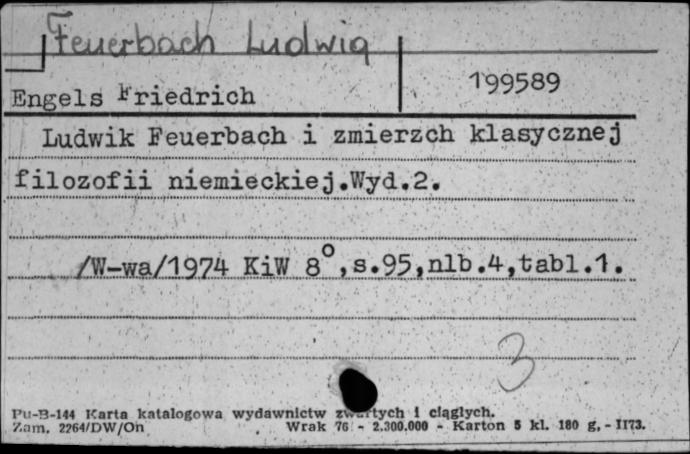 Feuerbach Ludwig
Engels Friedrich
199589
Ludwik Feuerbach i zmierzch klasycznej
filozofii niemieckiej.Wyd.2.
/W-wa/1974 KiW 8°,s.95,nlb.4,tabl.1.
3
Pu-B-144 Karta katalogowa wydawnictw zwartych i ciągłych.
Zam. 2264/DW/On Wrak 76 - 2.300.000 - Karton 5 kl. 180 g. - II73.